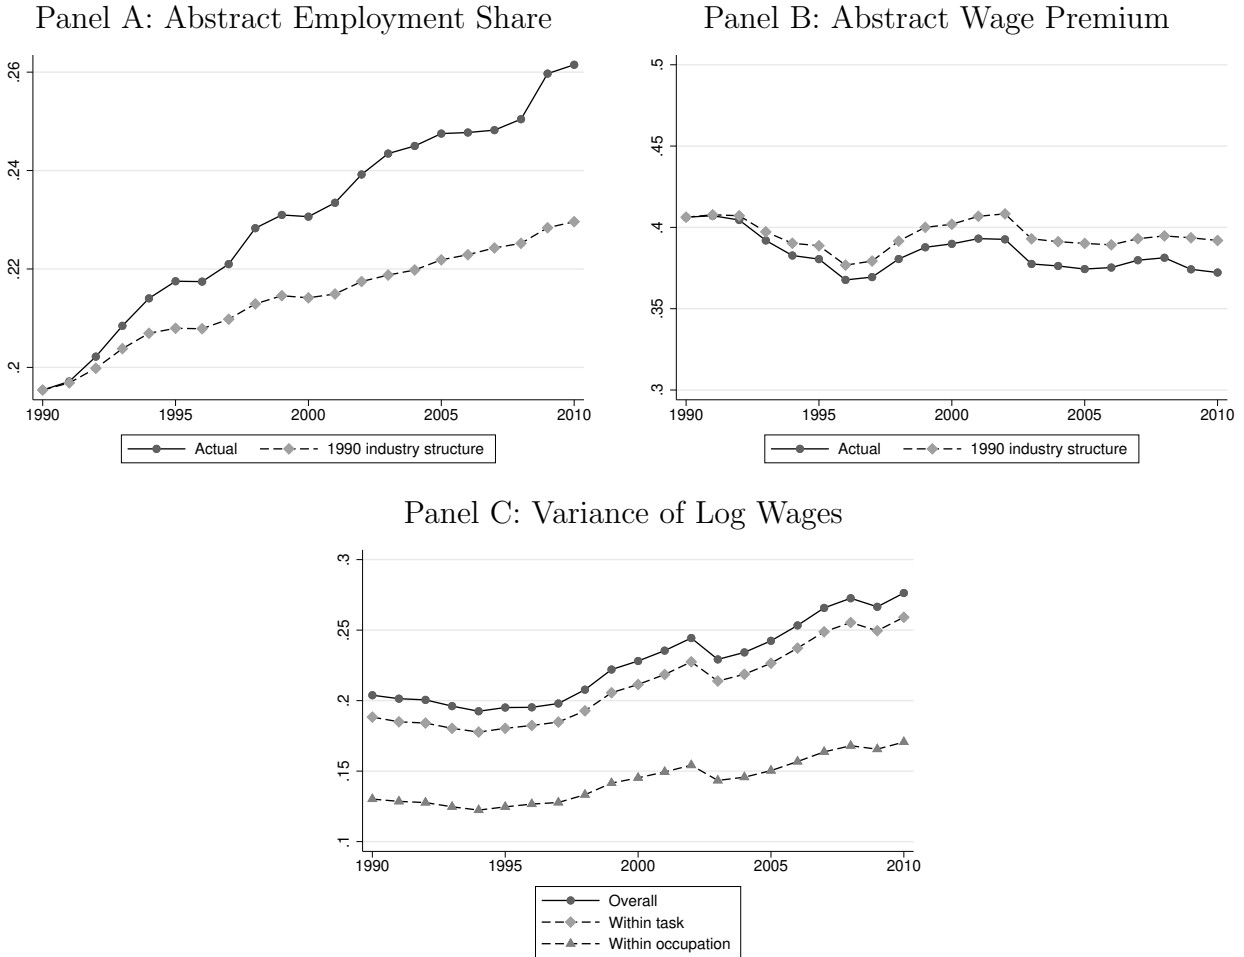 Panel A: Abstract Employment Share
.26
.24
.22
.2
1990 1995 2000 2005 2010
Actual 1990 industry structure
Panel B: Abstract Wage Premium
.5
.45
.4
.35
.3
1990 1995 2000 2005 2010
Actual 1990 industry structure
Panel C: Variance of Log Wages
.3
.25
.2
.15
.1
1990 1995 2000 2005 2010
Overall
Within task
Within occupation